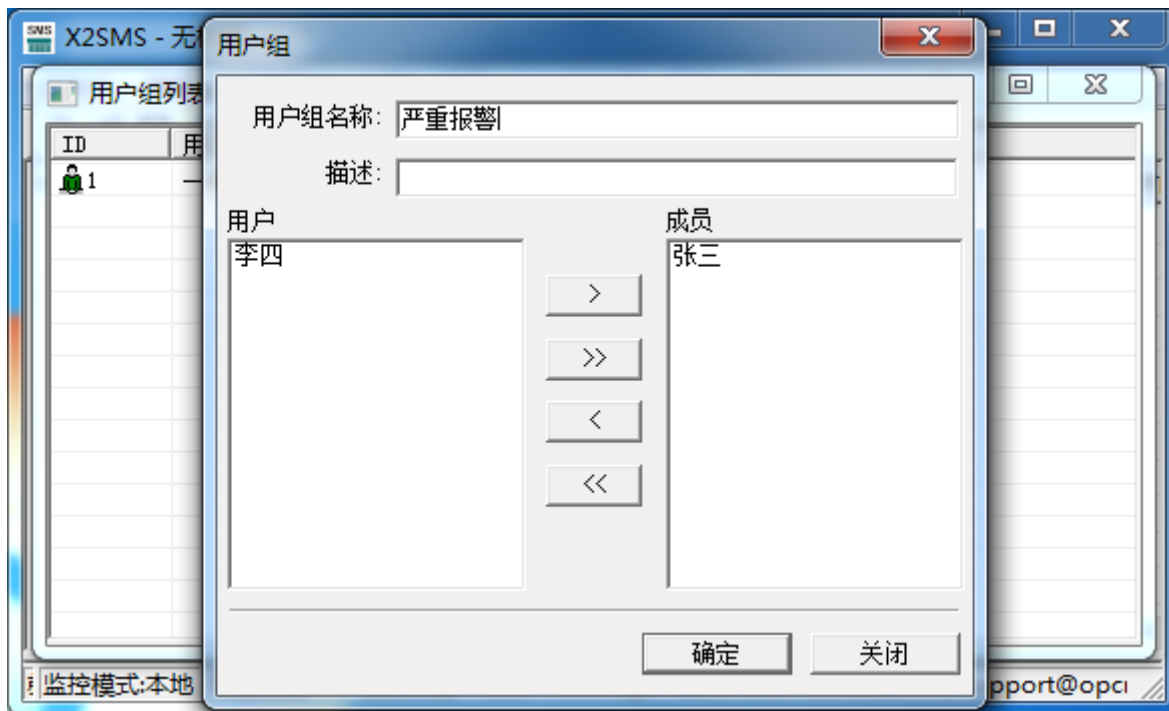 X2SMS - 无
用户组
用户组列表
ID 用
1 一
用户组名称: 严重报警
描述:
用户
成员
李四
张三
>
>>
<
<<
确定
关闭
监控模式:本地
pport@opc